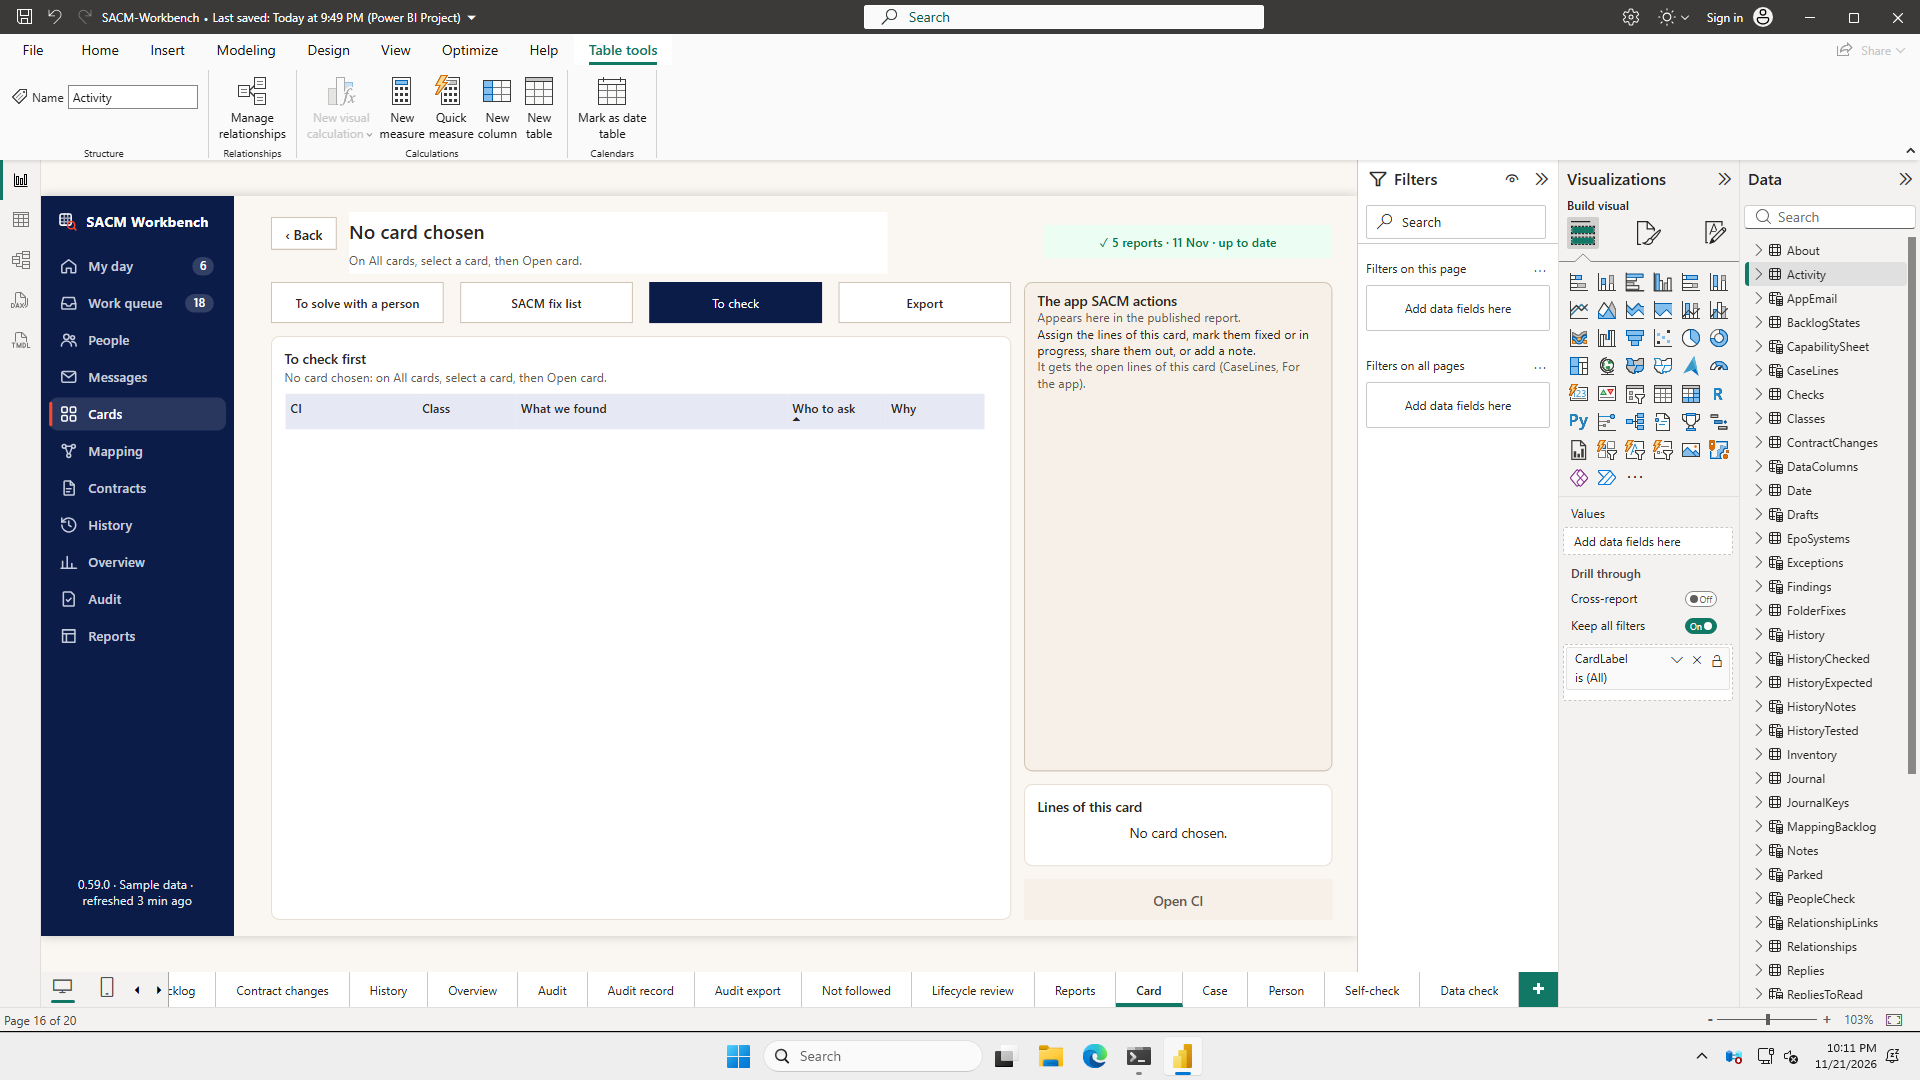 SACM-Workbench • Last saved: Today at 9:49 PM (Power BI Project)
Search
Sign in
File Home Insert Modeling Design View Optimize Help Table tools
Share
Name Activity
Manage relationships
New visual calculation
New measure
Quick measure
New column
New table
Mark as date table
Structure Relationships Calculations Calendars
SACM Workbench
My day 6
Work queue 18
People
Messages
Cards
Mapping
Contracts
History
Overview
Audit
Reports
0.59.0 · Sample data ·
refreshed 3 min ago
‹ Back
No card chosen
On All cards, select a card, then Open card.
✓ 5 reports · 11 Nov · up to date
To solve with a person
SACM fix list
To check
Export
To check first
No card chosen: on All cards, select a card, then Open card.
CI Class What we found Who to ask Why
The app SACM actions
Appears here in the published report.
Assign the lines of this card, mark them fixed or in
progress, share them out, or add a note.
It gets the open lines of this card (CaseLines, For
the app).
Lines of this card
No card chosen.
Open CI
Filters
Search
Filters on this page ...
Add data fields here
Filters on all pages ...
Add data fields here
Visualizations
Build visual
R
Py
123
...
Values
Add data fields here
Drill through
Cross-report Off
Keep all filters On
CardLabel
is (All)
Data
Search
About
Activity
AppEmail
BacklogStates
CapabilitySheet
CaseLines
Checks
Classes
ContractChanges
DataColumns
Date
Drafts
EpoSystems
Exceptions
Findings
FolderFixes
History
HistoryChecked
HistoryExpected
HistoryNotes
HistoryTested
Inventory
Journal
JournalKeys
MappingBacklog
Notes
Parked
PeopleCheck
RelationshipLinks
Relationships
Replies
RepliesToRead
DAX
TMDL
cklog Contract changes History Overview Audit Audit record Audit export Not followed Lifecycle review Reports Card Case Person Self-check Data check +
Page 16 of 20
- + 103%
Search
10:11 PM
11/21/2026